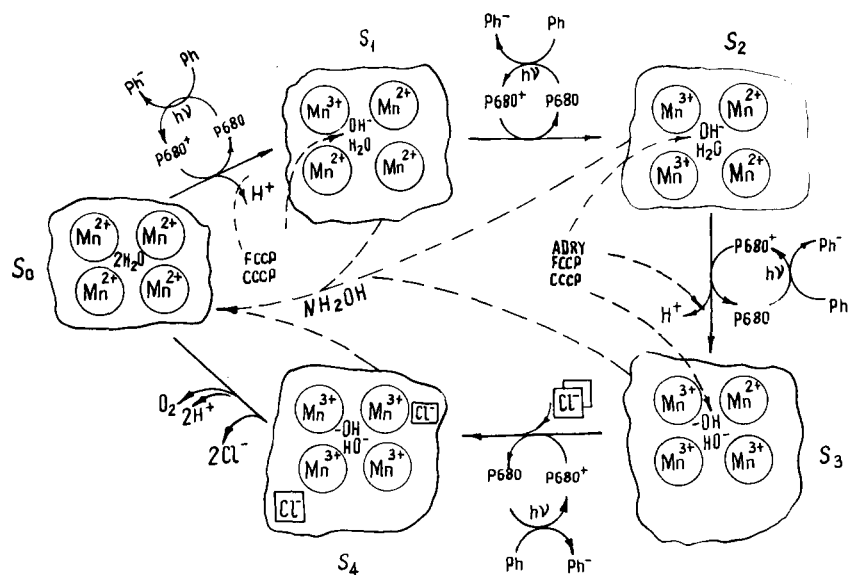 S₁
Ph⁻
Ph
hν
P680⁺
P680
H⁺
Mn³⁺
Mn²⁺
OH⁻
H₂O
Mn²⁺
Mn²⁺
Ph⁻
Ph
hν
P680⁺
P680
S₂
Mn³⁺
Mn²⁺
OH⁻
H₂O
Mn³⁺
Mn²⁺
S₀
Mn²⁺
Mn²⁺
2H₂O
Mn²⁺
Mn²⁺
FCCP
CCCP
NH₂OH
ADRY
FCCP
CCCP
P680⁺
Ph⁻
hν
H⁺
P680
Ph
O₂
2H⁺
2Cl⁻
Mn³⁺
Mn³⁺
Cl⁻
-OH
HO⁻
Mn³⁺
Mn³⁺
Cl⁻
S₄
Cl⁻
P680
P680⁺
hν
Ph
Ph⁻
Mn³⁺
Mn²⁺
-OH
HO⁻
Mn³⁺
Mn³⁺
S₃